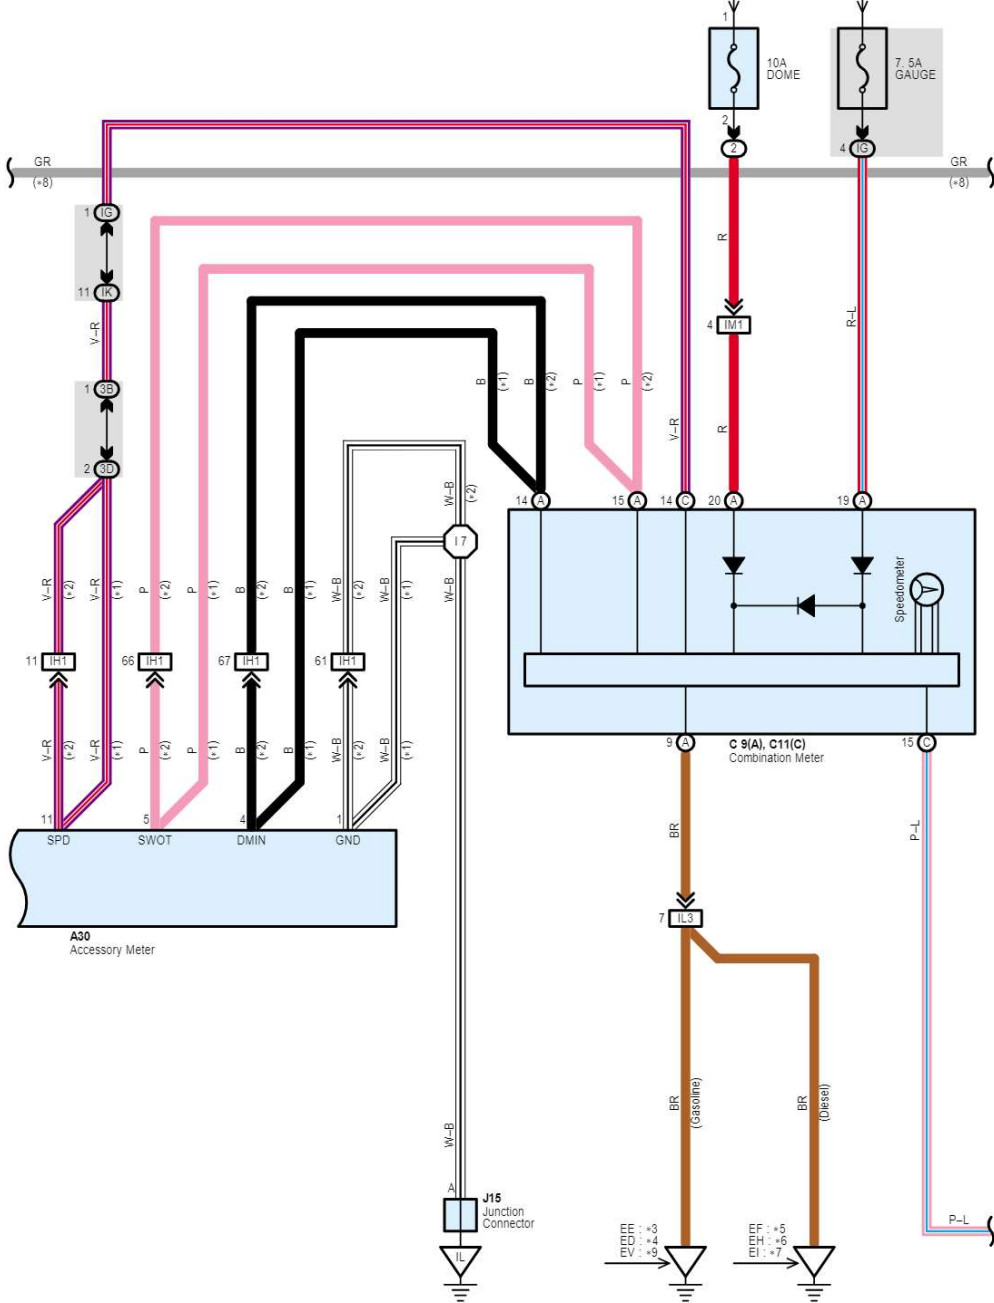 1
10A
DOME
7. 5A
GAUGE
2
2
4 IG
GR
(*8)
GR
(*8)
1 IG
11 IK
V–R
1 3B
2 3D
R
4 IM1
R–L
B
(*1)
B
(*2)
P
(*1)
P
(*2)
V–R
R
W–B
(*2)
14 A
15 A
14 C
20 A
19 A
I 7
Speedometer
V–R
(*2)
V–R
(*1)
P
(*2)
P
(*1)
B
(*2)
B
(*1)
W–B
(*2)
W–B
(*1)
W–B
11 IH1
66 IH1
67 IH1
61 IH1
V–R
(*2)
V–R
(*1)
P
(*2)
P
(*1)
B
(*2)
B
(*1)
W–B
(*2)
W–B
(*1)
9 A
C 9(A), C11(C)
Combination Meter
15 C
11
5
4
1
SPD
SWOT
DMIN
GND
BR
P–L
A30
Accessory Meter
7 IL3
BR
(Gasoline)
BR
(Diesel)
W–B
A
J15
Junction
Connector
P–L
IL
EE : *3
ED : *4
EV : *9
EF : *5
EH : *6
EI : *7